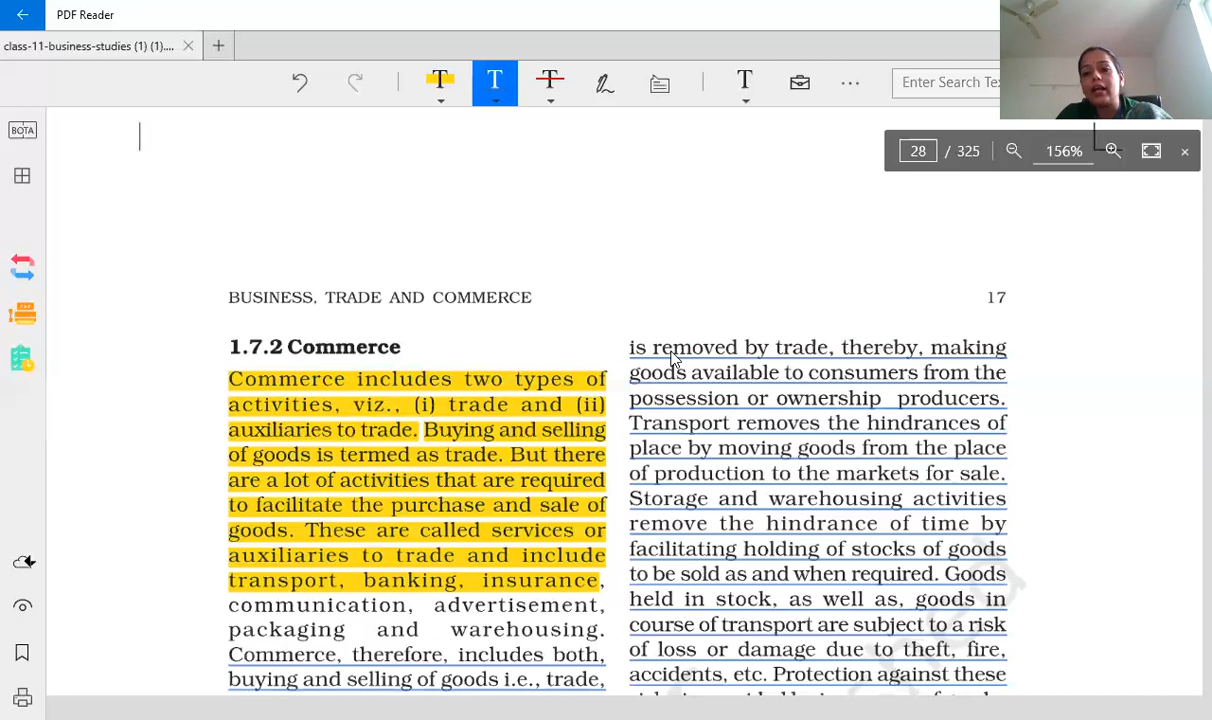 PDF Reader
class-11-business-studies (1) (1)....
Enter Search Tex
BOTA
28 / 325
156%
BUSINESS, TRADE AND COMMERCE
17
1.7.2 Commerce
Commerce includes two types of
activities, viz., (i) trade and (ii)
auxiliaries to trade. Buying and selling
of goods is termed as trade. But there
are a lot of activities that are required
to facilitate the purchase and sale of
goods. These are called services or
auxiliaries to trade and include
transport, banking, insurance,
communication, advertisement,
packaging and warehousing.
Commerce, therefore, includes both,
buying and selling of goods i.e., trade,
is removed by trade, thereby, making
goods available to consumers from the
possession or ownership producers.
Transport removes the hindrances of
place by moving goods from the place
of production to the markets for sale.
Storage and warehousing activities
remove the hindrance of time by
facilitating holding of stocks of goods
to be sold as and when required. Goods
held in stock, as well as, goods in
course of transport are subject to a risk
of loss or damage due to theft, fire,
accidents, etc. Protection against these